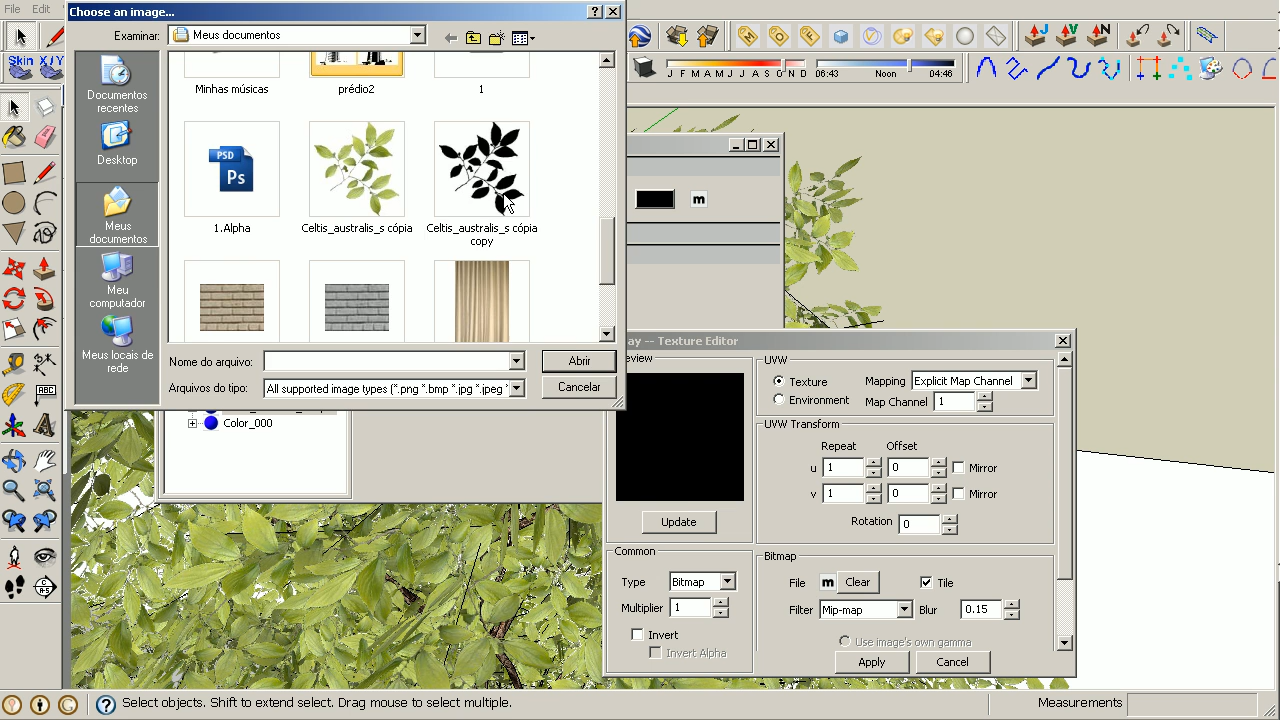 File
Edit
Choose an image...
Examinar:
Meus documentos
Documentos
recentes
Desktop
Meus
documentos
Meu
computador
Meus locais de
rede
Minhas músicas
prédio2
1
PSD
Ps
1.Alpha
Celtis_australis_s cópia
Celtis_australis_s cópia
copy
Nome do arquivo:
Abrir
Arquivos do tipo:
All supported image types (*.png *.bmp *.jpg *.jpeg *
Cancelar
J F M A M J J A S O N D
06:43
Noon
04:46
Skin
X/Y
ABC
m
Color_000
ay -- Texture Editor
eview
Update
Common
Type
Bitmap
Multiplier
1
Invert
Invert Alpha
UVW
Texture
Environment
Mapping
Explicit Map Channel
Map Channel
1
UVW Transform
Repeat
Offset
u
1
0
Mirror
v
1
0
Mirror
Rotation
0
Bitmap
File
m
Clear
Tile
Filter
Mip-map
Blur
0.15
Use image's own gamma
Apply
Cancel
Select objects. Shift to extend select. Drag mouse to select multiple.
Measurements